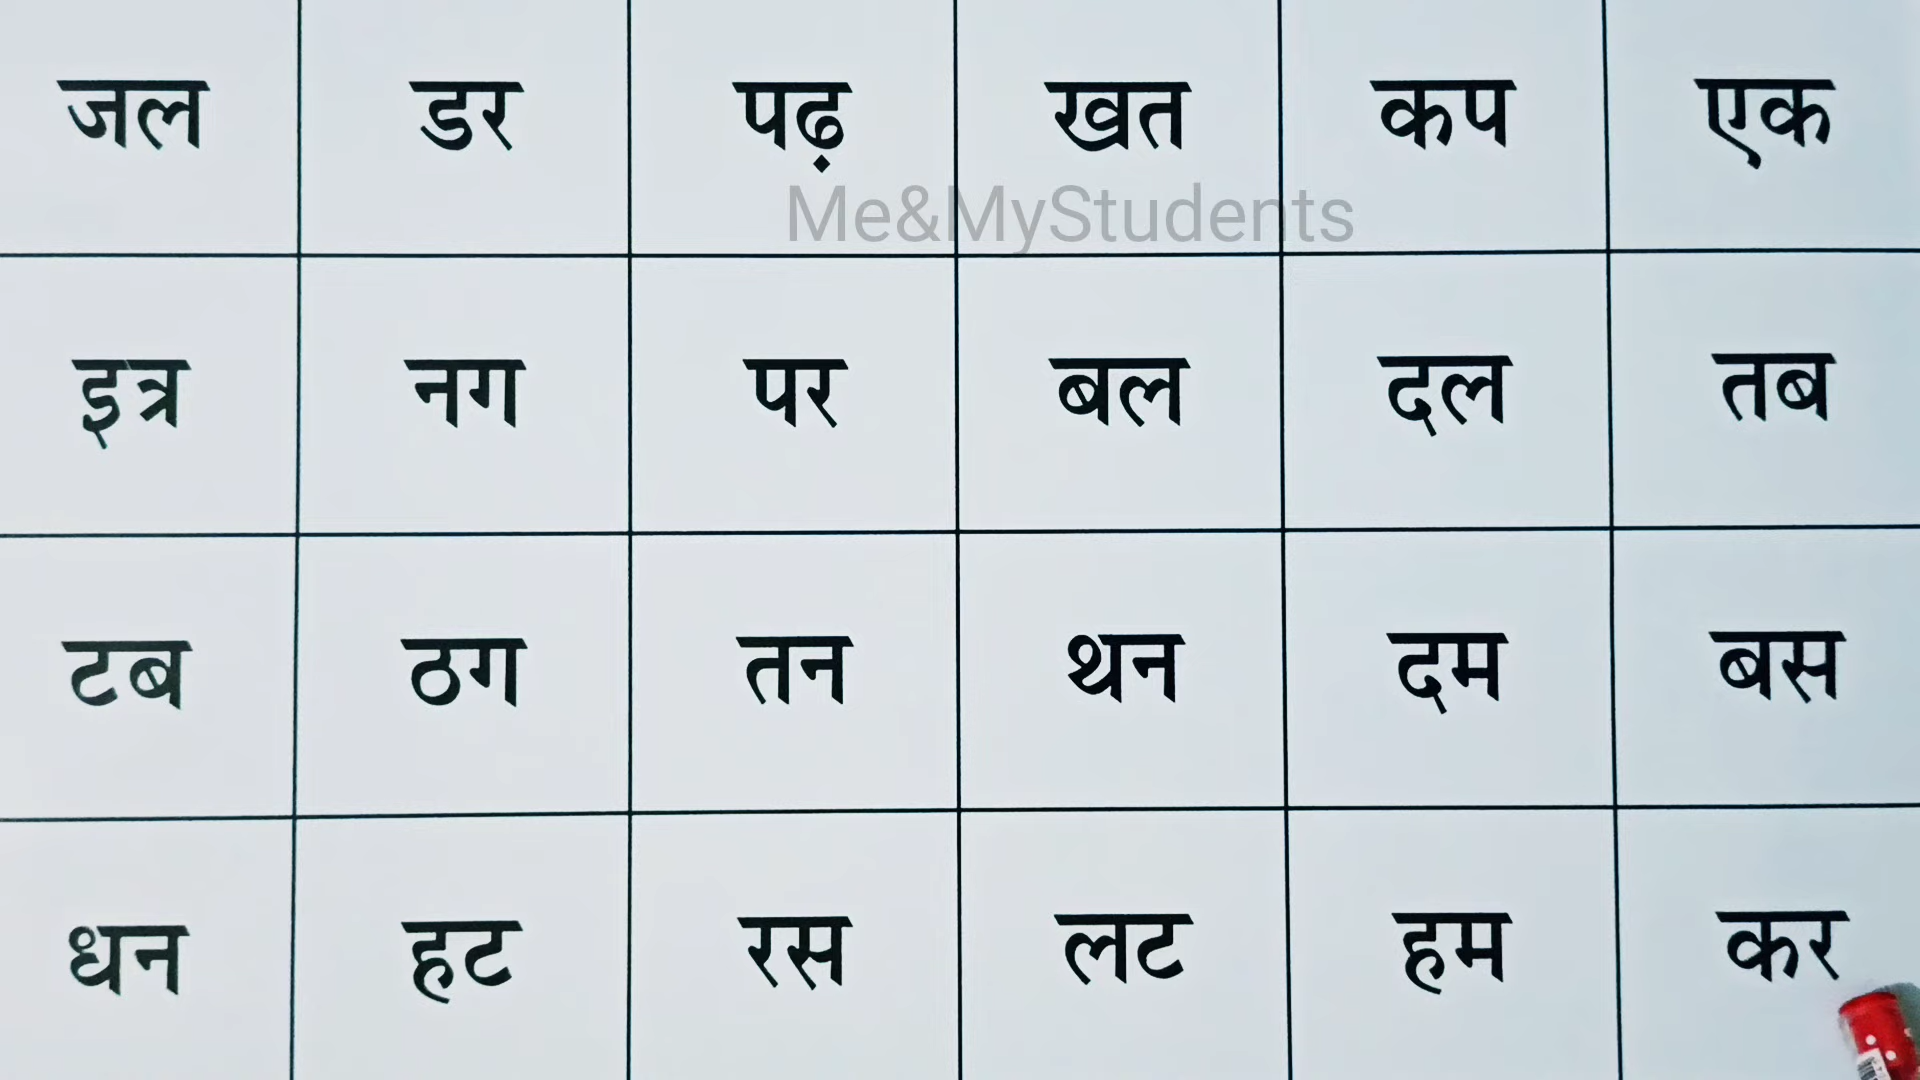 जल डर पढ़ खत कप एक
Me&MyStudents
इत्र नग पर बल दल तब
टब ठग तन थन दम बस
धन हट रस लट हम कर